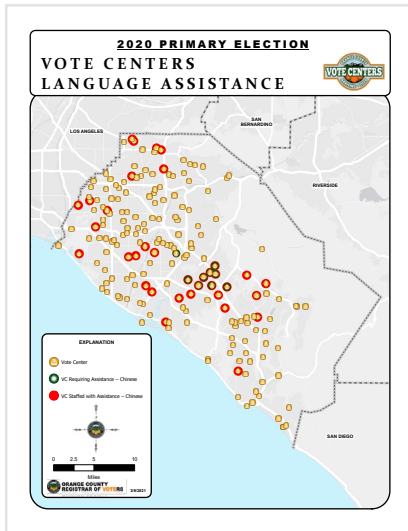 2020 PRIMARY ELECTION
VOTE CENTERS
LANGUAGE ASSISTANCE
VOTE CENTERS
LOS ANGELES
SAN
BERNARDINO
RIVERSIDE
SAN DIEGO
EXPLANATION
Vote Center
VC Requiring Assistance – Chinese
VC Staffed with Assistance – Chinese
0 2.5 5 10
Miles
ORANGE COUNTY
REGISTRAR OF VOTERS